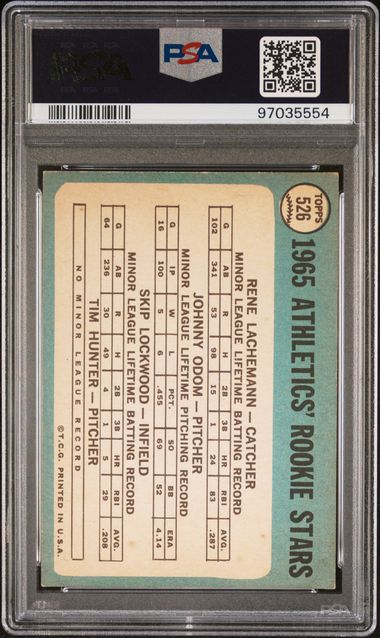 PSA
PSA
97035554
TOPPS
526
1965 ATHLETICS' ROOKIE STARS
RENE LACHEMANN—CATCHER
MINOR LEAGUE LIFETIME BATTING RECORD
G AB R H 2B 3B HR RBI AVG.
102 341 53 98 15 1 24 83 .287
JOHNNY ODOM—PITCHER
MINOR LEAGUE LIFETIME PITCHING RECORD
G IP W L PCT. SO BB ERA
16 100 5 6 .455 69 52 4.14
SKIP LOCKWOOD—INFIELD
MINOR LEAGUE LIFETIME BATTING RECORD
G AB R H 2B 3B HR RBI AVG.
64 236 30 49 4 1 5 29 .208
TIM HUNTER—PITCHER
NO MINOR LEAGUE RECORD
©T.C.G. PRINTED IN U.S.A.
PSA